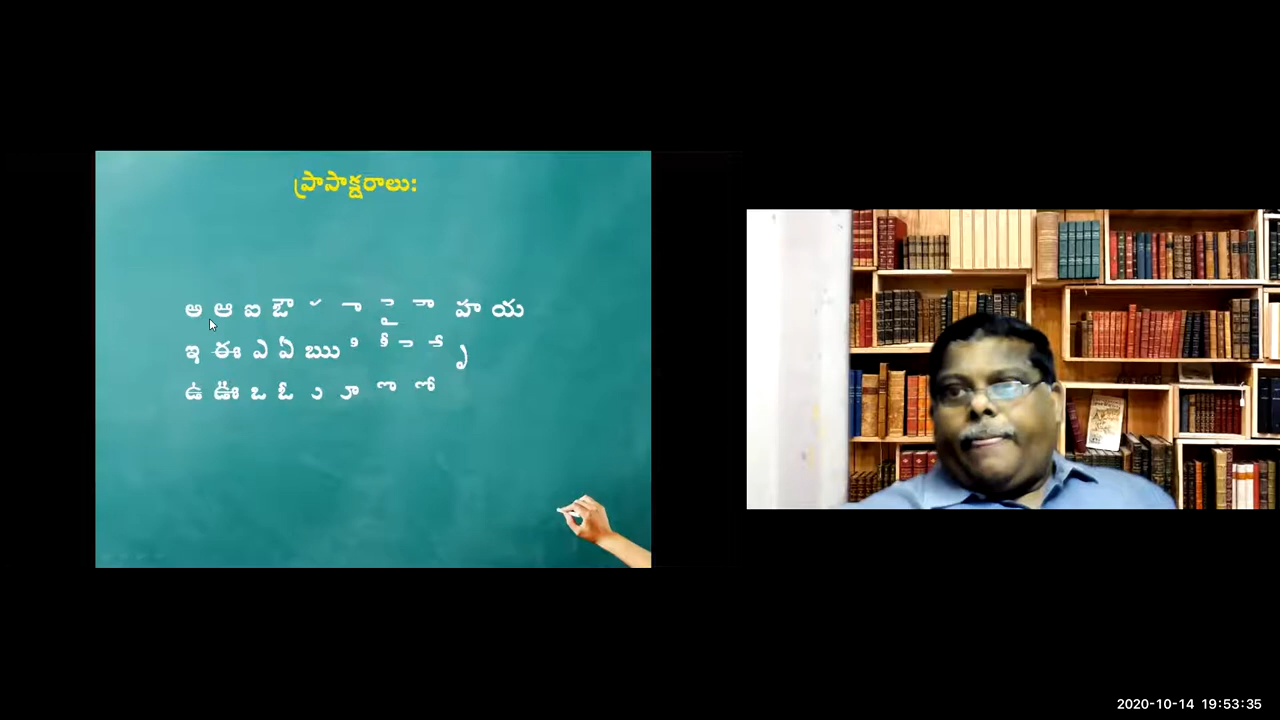 ప్రాసాక్షరాలు:
అ ఆ ఐ ఔ ˘ ా ై ౌ హ య
ఇ ఈ ఎ ఏ ఋ ి ీ ె ే ృ
ఉ ఊ ఒ ఓ ు ూ ొ ో
2020-10-14 19:53:35